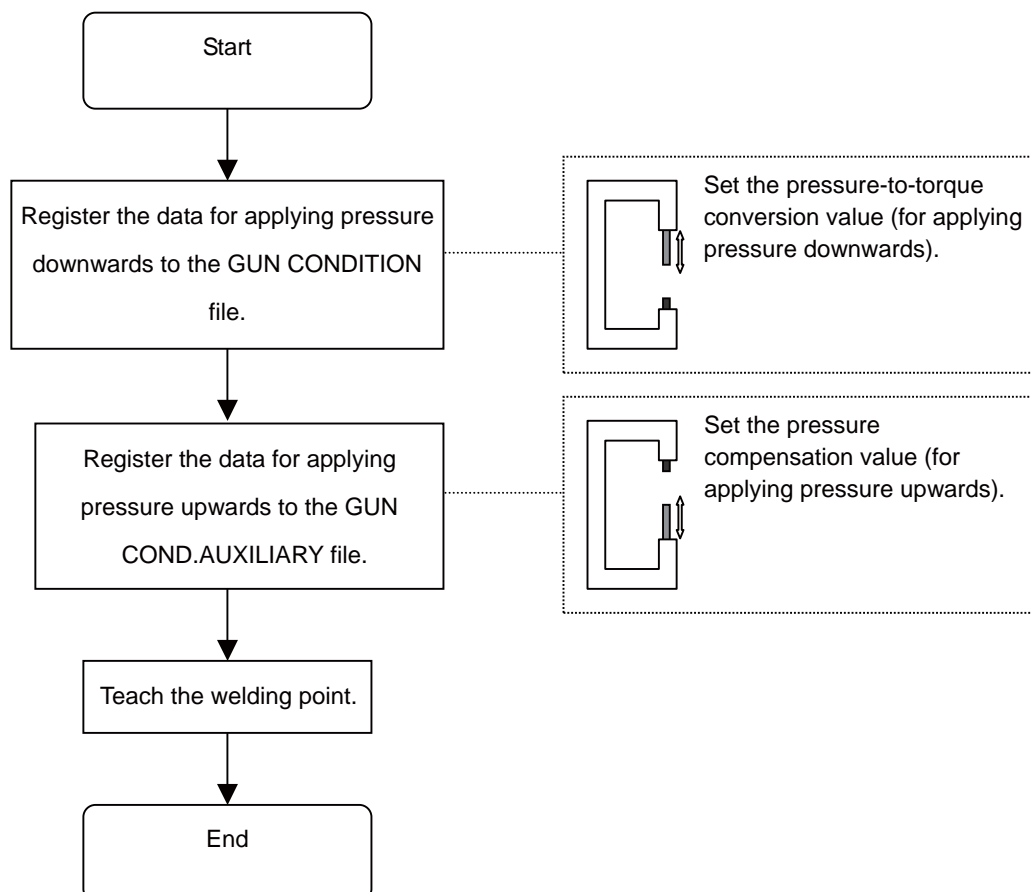 Start
Register the data for applying pressure
downwards to the GUN CONDITION
file.
Set the pressure-to-torque
conversion value (for applying
pressure downwards).
Register the data for applying
pressure upwards to the GUN
COND.AUXILIARY file.
Set the pressure
compensation value (for
applying pressure upwards).
Teach the welding point.
End